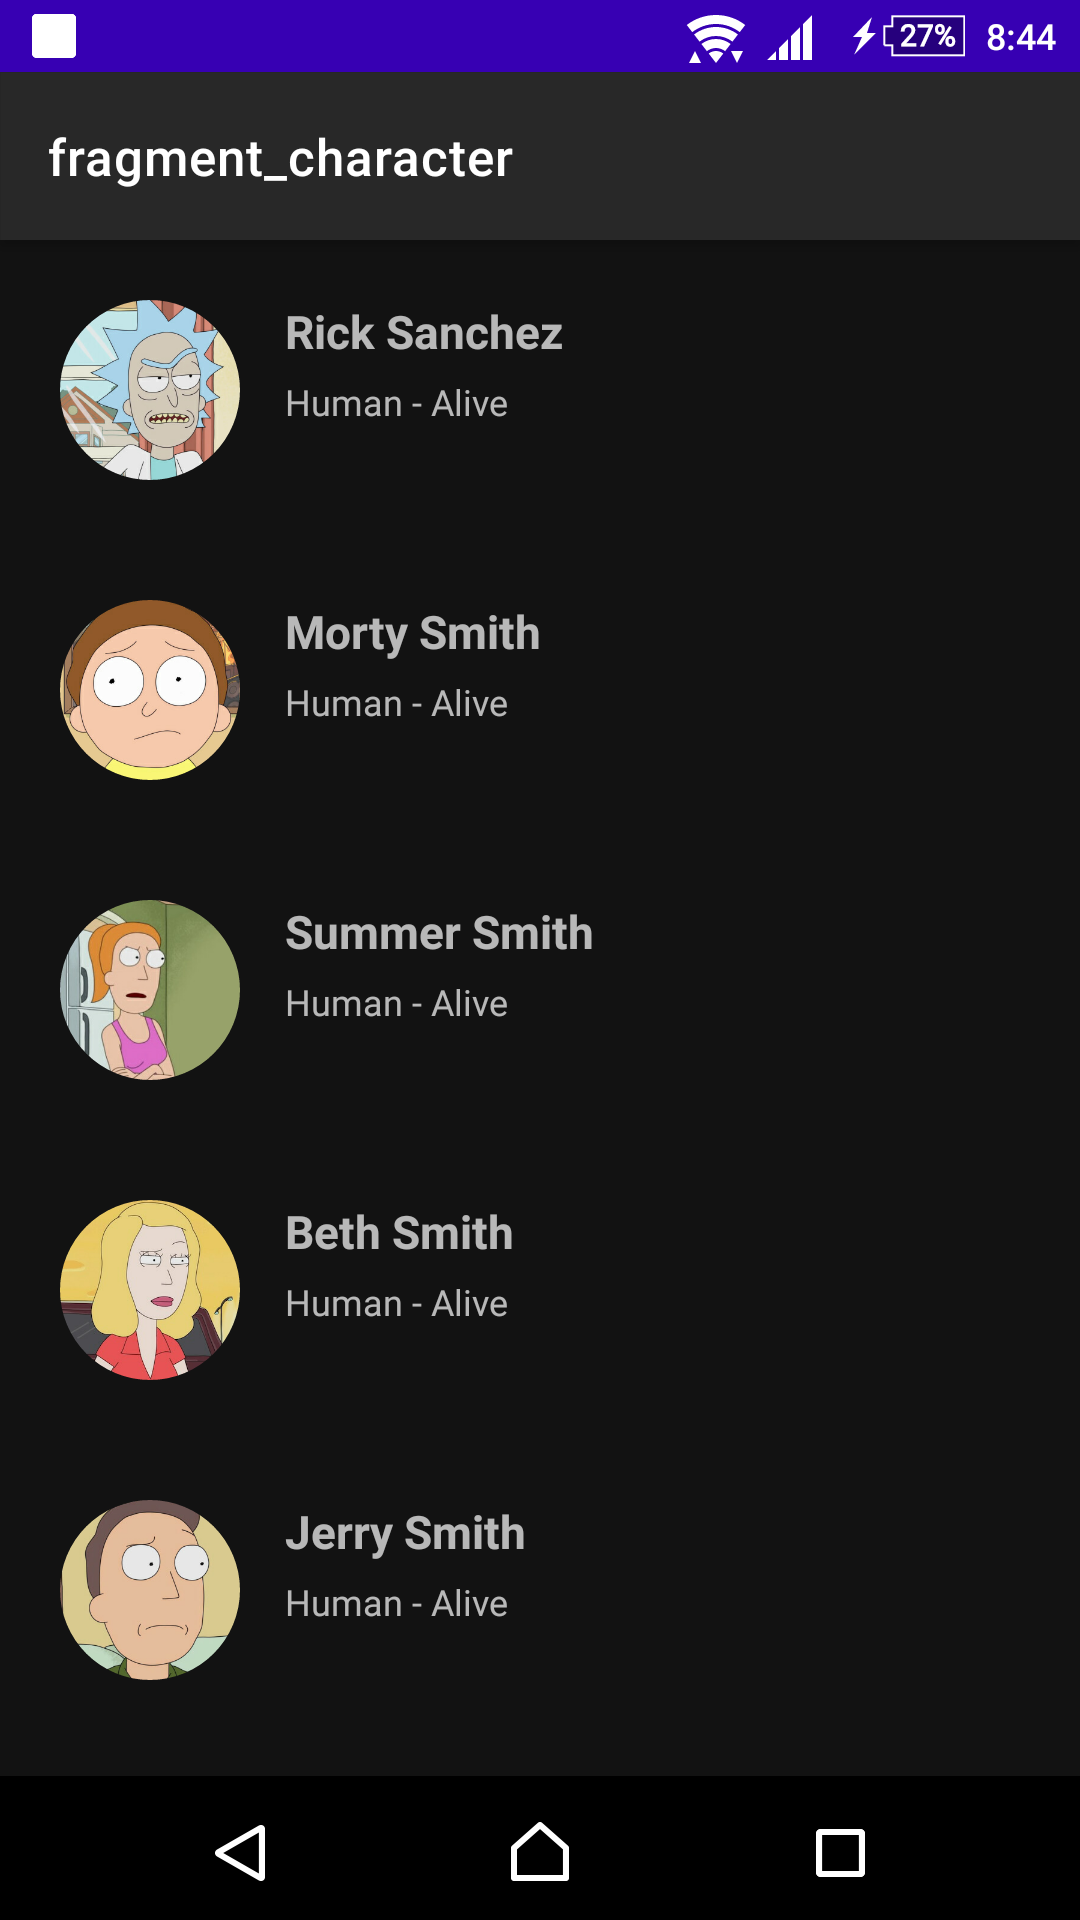 27% 8:44
fragment_character
Rick Sanchez
Human - Alive
Morty Smith
Human - Alive
Summer Smith
Human - Alive
Beth Smith
Human - Alive
Jerry Smith
Human - Alive